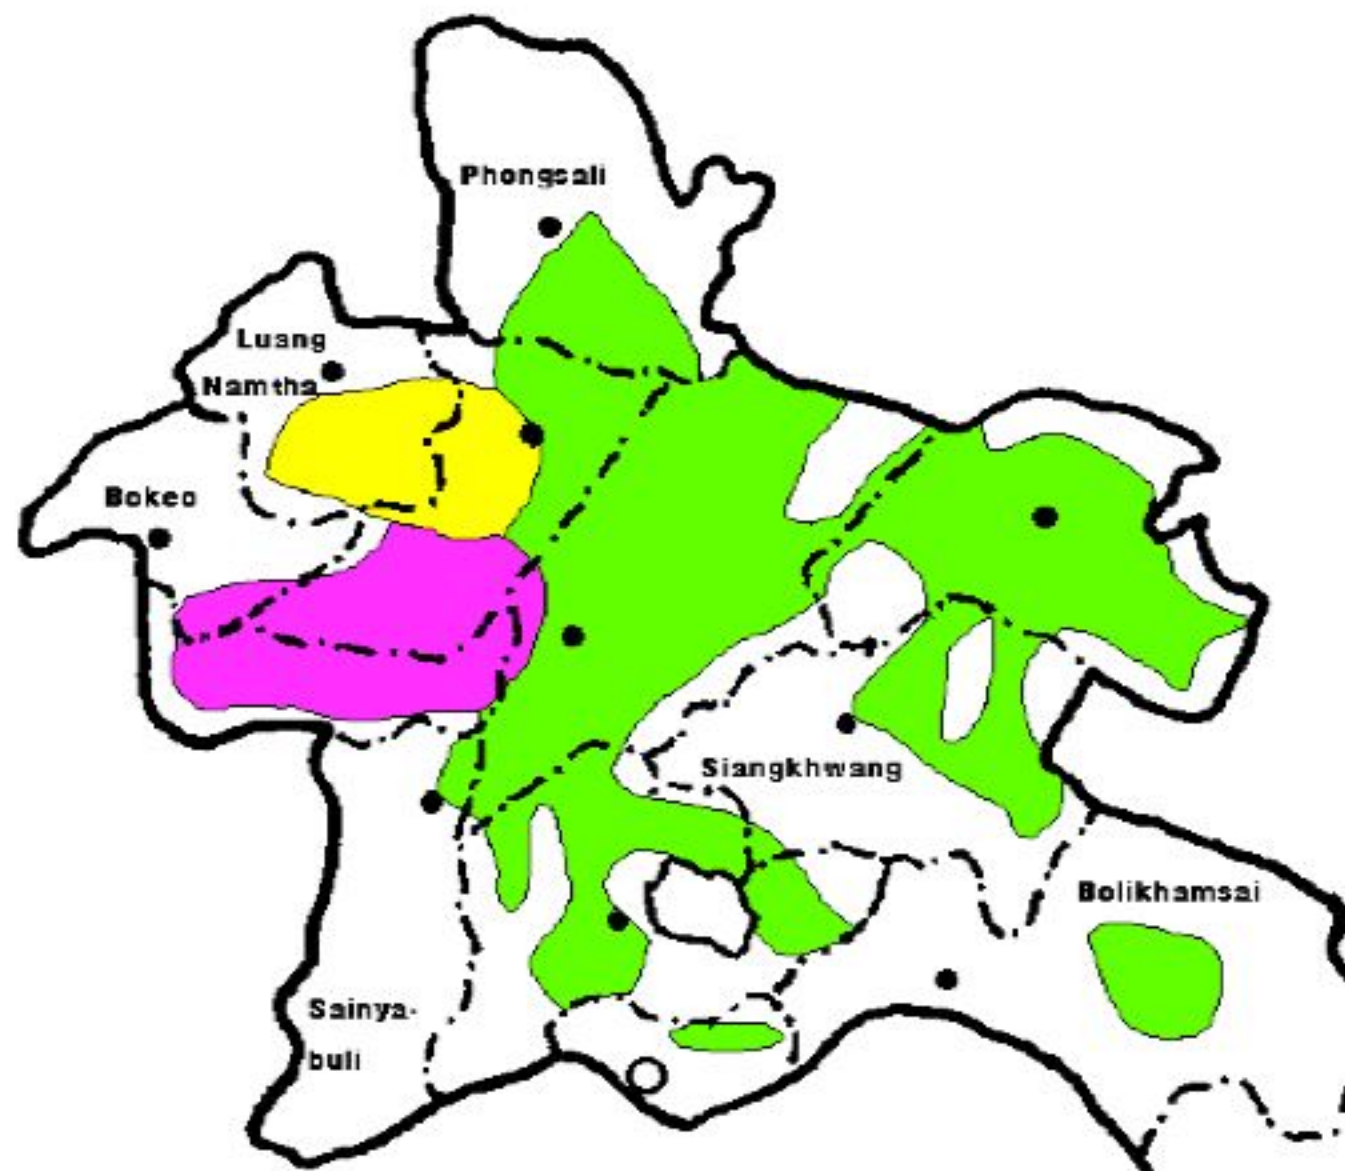 Phongsali
Luang
Namtha
Bokeo
Siangkhwang
Bolikhamsai
Sainya-
buli